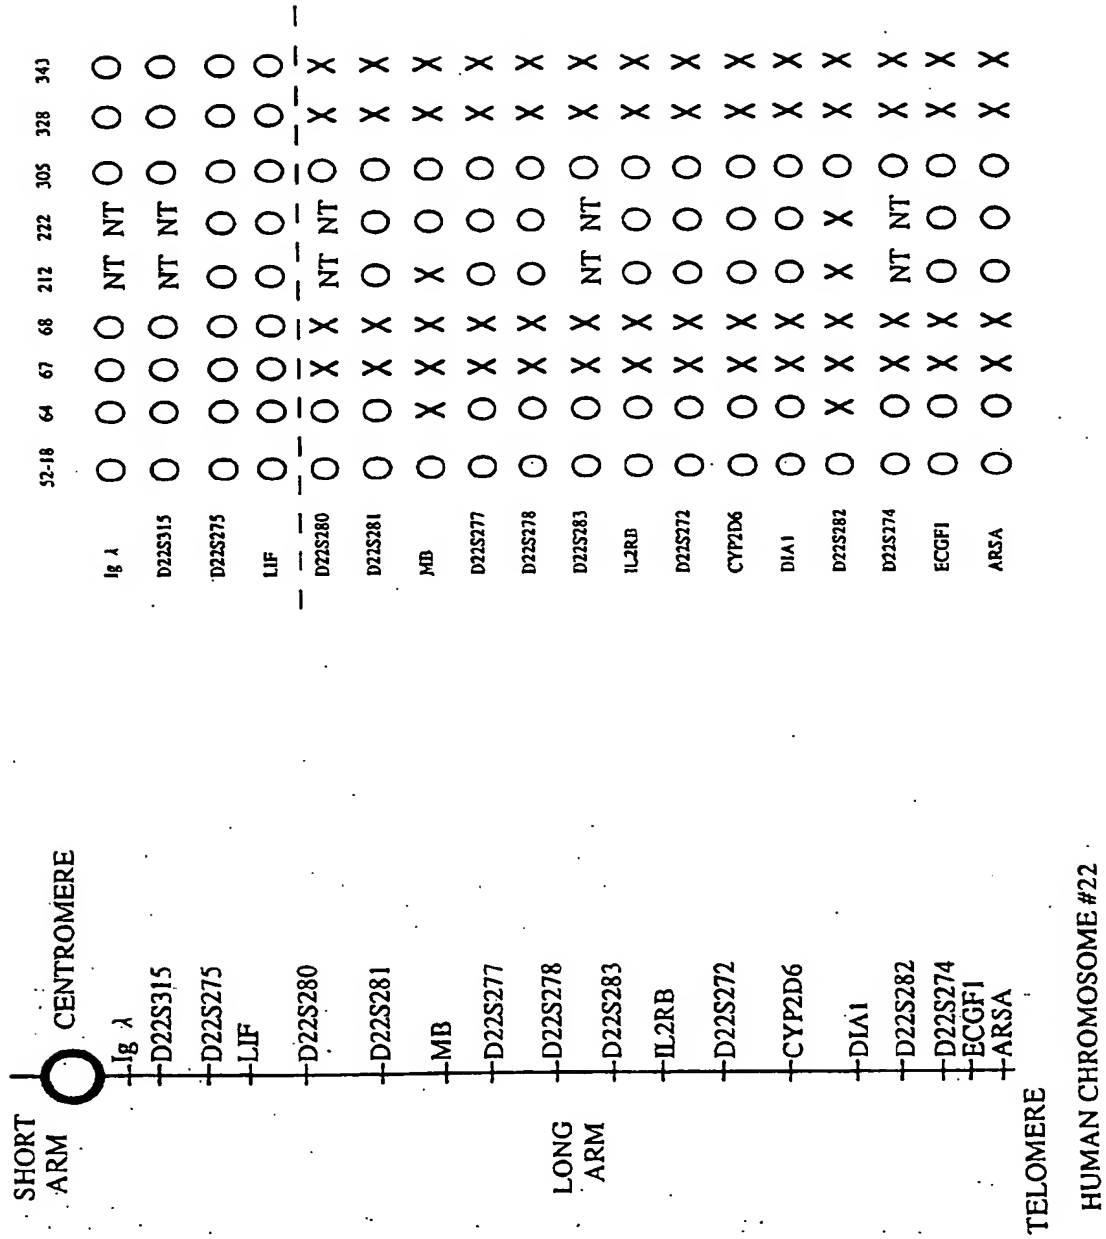 SHORT
ARM
CENTROMERE
Ig λ
D22S315
D22S275
LIF
D22S280
D22S281
MB
D22S277
D22S278
D22S283
IL2RB
D22S272
CYP2D6
DIA1
D22S282
D22S274
ECGF1
ARSA
LONG
ARM
TELOMERE
HUMAN CHROMOSOME #22
52-18 64 67 68 212 222 305 328 343
Ig λ O O O O NT NT O O O
D22S315 O O O O NT NT O O O
D22S275 O O O O O O O O O
LIF O O O O O O O O O
D22S280 O O X X NT NT O X X
D22S281 O O X X O O O X X
MB O X X X X O O X X
D22S277 O O X X O O O X X
D22S278 O O X X O O O X X
D22S283 O O X X NT NT O X X
IL2RB O O X X O O O X X
D22S272 O O X X O O O X X
CYP2D6 O O X X O O O X X
DIA1 O O X X O O O X X
D22S282 O X X X X X O X X
D22S274 O O X X NT NT O X X
ECGF1 O O X X O O O X X
ARSA O O X X O O O X X